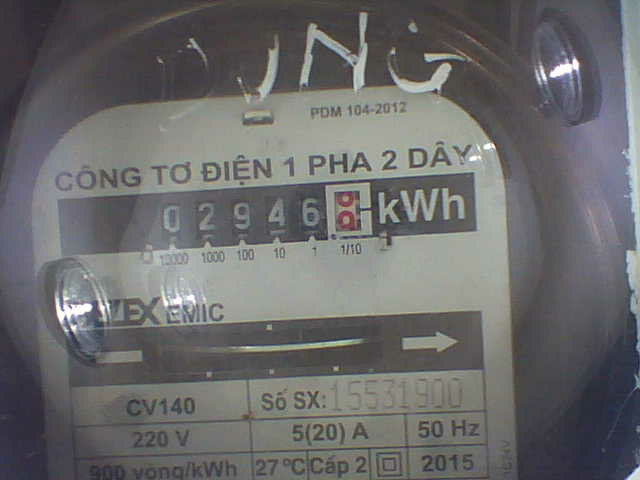 DUNG
PDM 104-2012
CÔNG TƠ ĐIỆN 1 PHA 2 DÂY
0 2 9 4 6 8 kWh
10000 1000 100 10 1 1/10
EMIC
CV140 Số SX: 15531900
220 V 5(20) A 50 Hz
900 vong/kWh 27 °C Cấp 2 2015